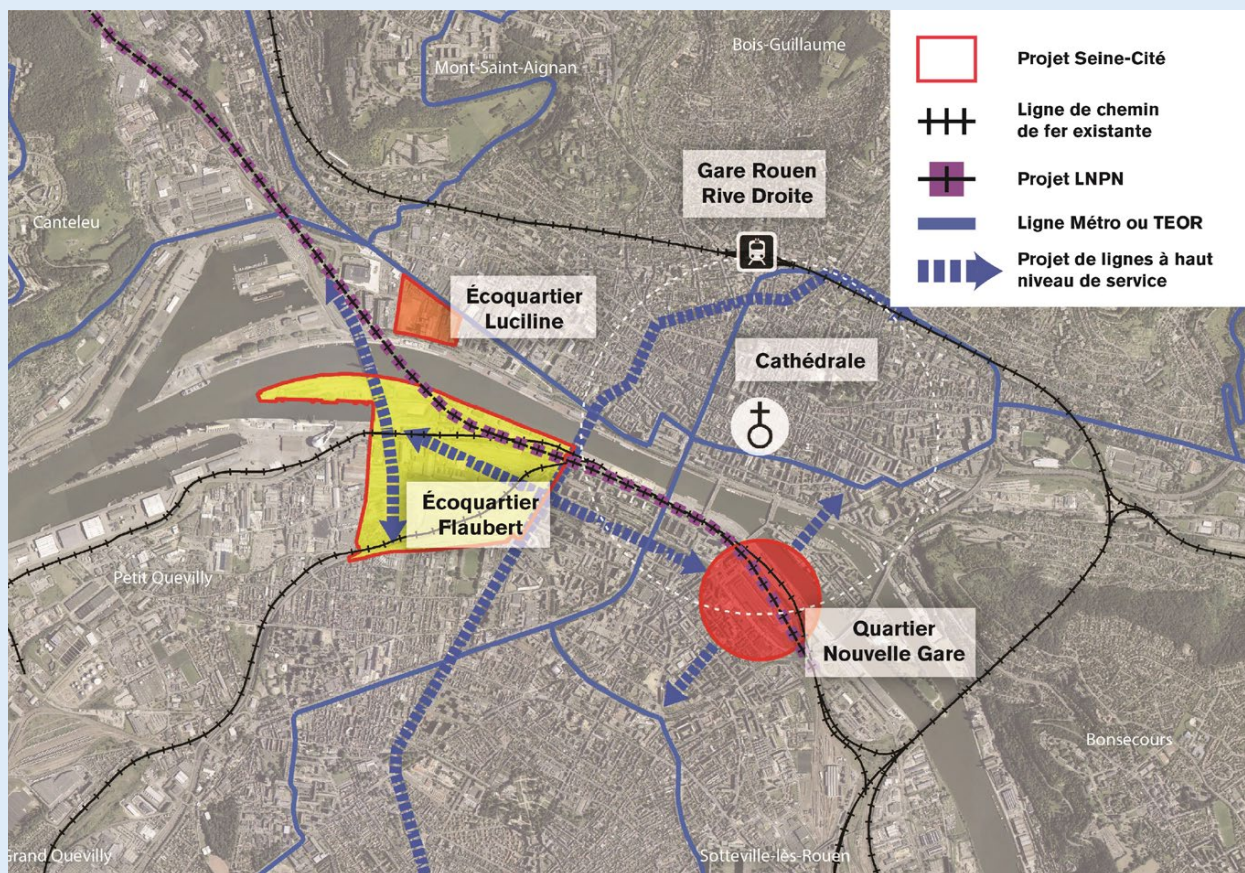 Bois-Guillaume
Mont-Saint-Aignan
Canteleu
Gare Rouen
Rive Droite
Écoquartier
Luciline
Cathédrale
Écoquartier
Flaubert
Petit Quevilly
Quartier
Nouvelle Gare
Bonsecours
Grand Quevilly
Sotteville-lès-Rouen
Projet Seine-Cité
Ligne de chemin
de fer existante
Projet LNPN
Ligne Métro ou TEOR
Projet de lignes à haut
niveau de service